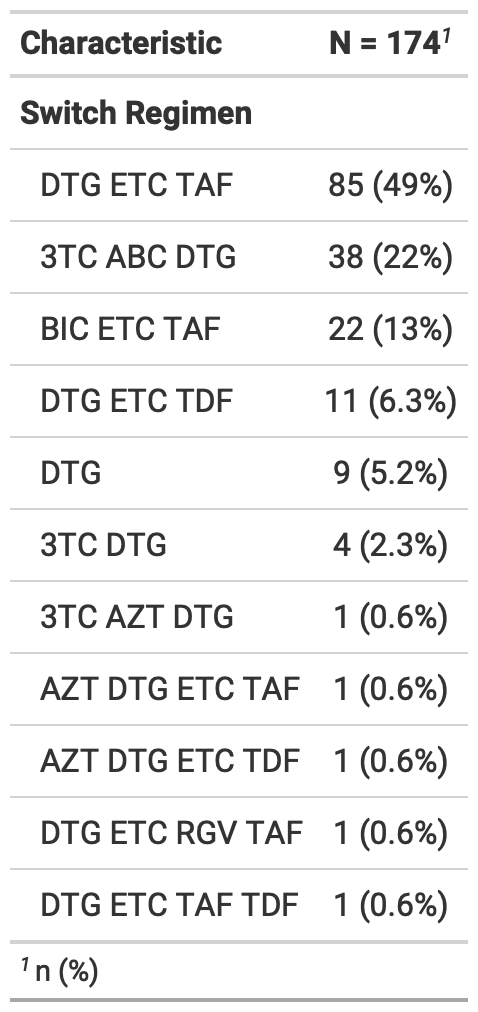 Characteristic N = 174¹
Switch Regimen
DTG ETC TAF 85 (49%)
3TC ABC DTG 38 (22%)
BIC ETC TAF 22 (13%)
DTG ETC TDF 11 (6.3%)
DTG 9 (5.2%)
3TC DTG 4 (2.3%)
3TC AZT DTG 1 (0.6%)
AZT DTG ETC TAF 1 (0.6%)
AZT DTG ETC TDF 1 (0.6%)
DTG ETC RGV TAF 1 (0.6%)
DTG ETC TAF TDF 1 (0.6%)
¹ n (%)